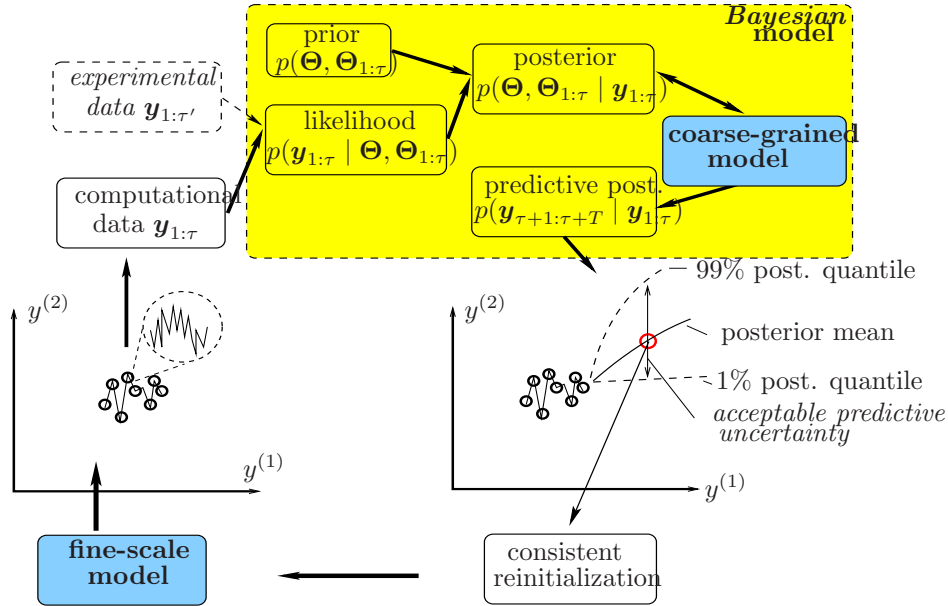 Bayesian
model
prior
p(Θ, Θ₁:τ)
experimental
data y₁:τ′
likelihood
p(y₁:τ | Θ, Θ₁:τ)
posterior
p(Θ, Θ₁:τ | y₁:τ)
coarse-grained
model
computational
data y₁:τ
predictive post.
p(yτ+1:τ+T | y₁:τ)
y⁽²⁾
y⁽¹⁾
y⁽²⁾
99% post. quantile
posterior mean
1% post. quantile
acceptable predictive
uncertainty
y⁽¹⁾
fine-scale
model
consistent
reinitialization